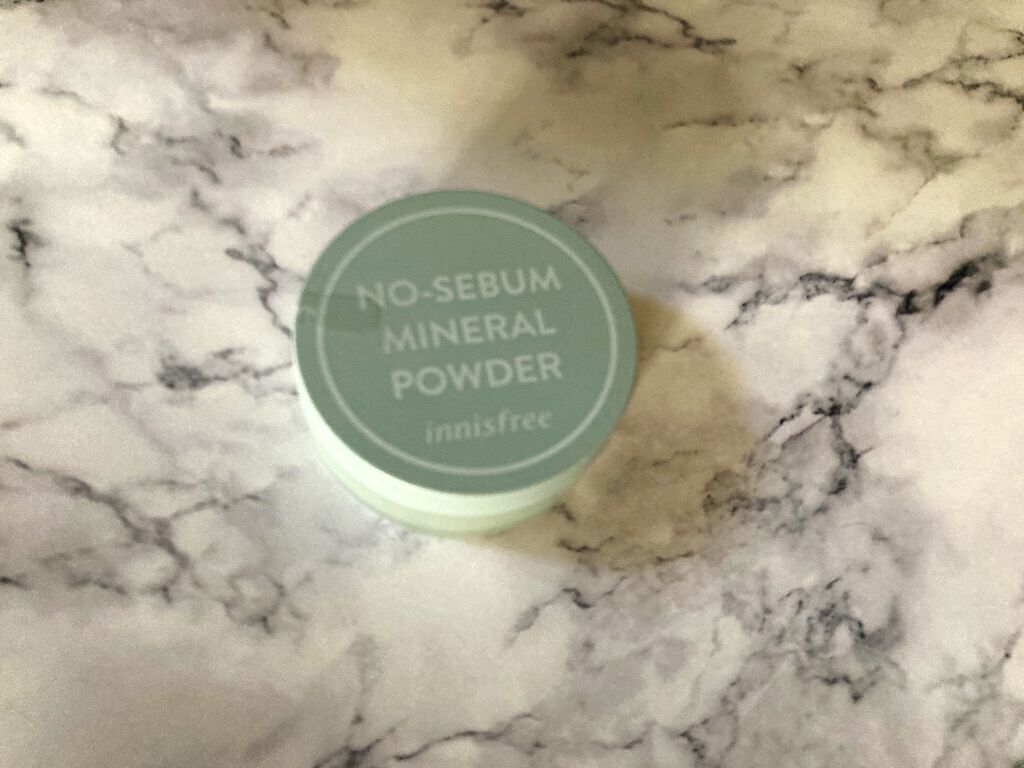 NO-SEBUM
MINERAL
POWDER
innisfree